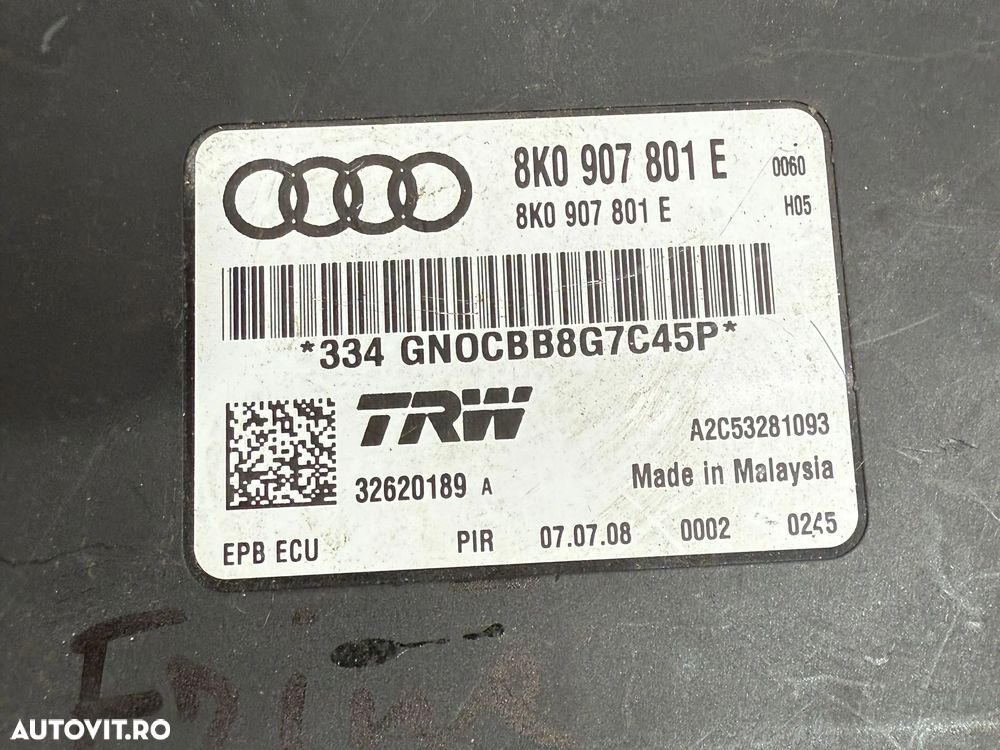 8K0 907 801 E 0060
8K0 907 801 E H05
*334 GN0CBB8G7C45P*
TRW
A2C53281093
32620189 A
Made in Malaysia
EPB ECU PIR 07.07.08 0002 0245
AUTOVIT.RO